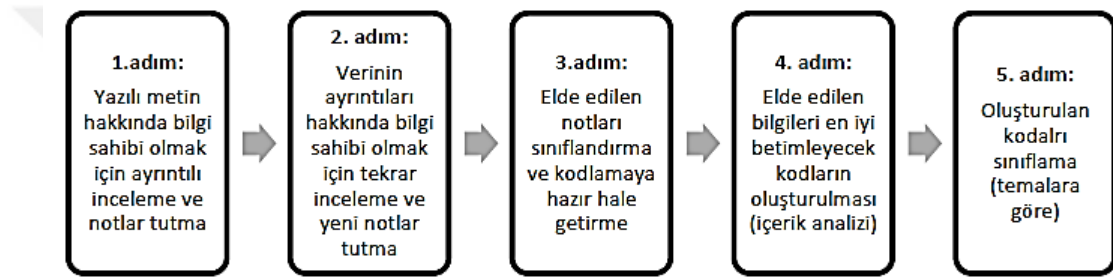 1.adım:
Yazılı metin
hakkında bilgi
sahibi olmak
için ayrıntılı
inceleme ve
notlar tutma
2. adım:
Verinin
ayrıntıları
hakkında bilgi
sahibi olmak
için tekrar
inceleme ve
yeni notlar
tutma
3.adım:
Elde edilen
notları
sınıflandırma
ve kodlamaya
hazır hale
getirme
4. adım:
Elde edilen
bilgileri en iyi
betimleyecek
kodların
oluşturulması
(içerik analizi)
5. adım:
Oluşturulan
kodalrı
sınıflama
(temalara
göre)